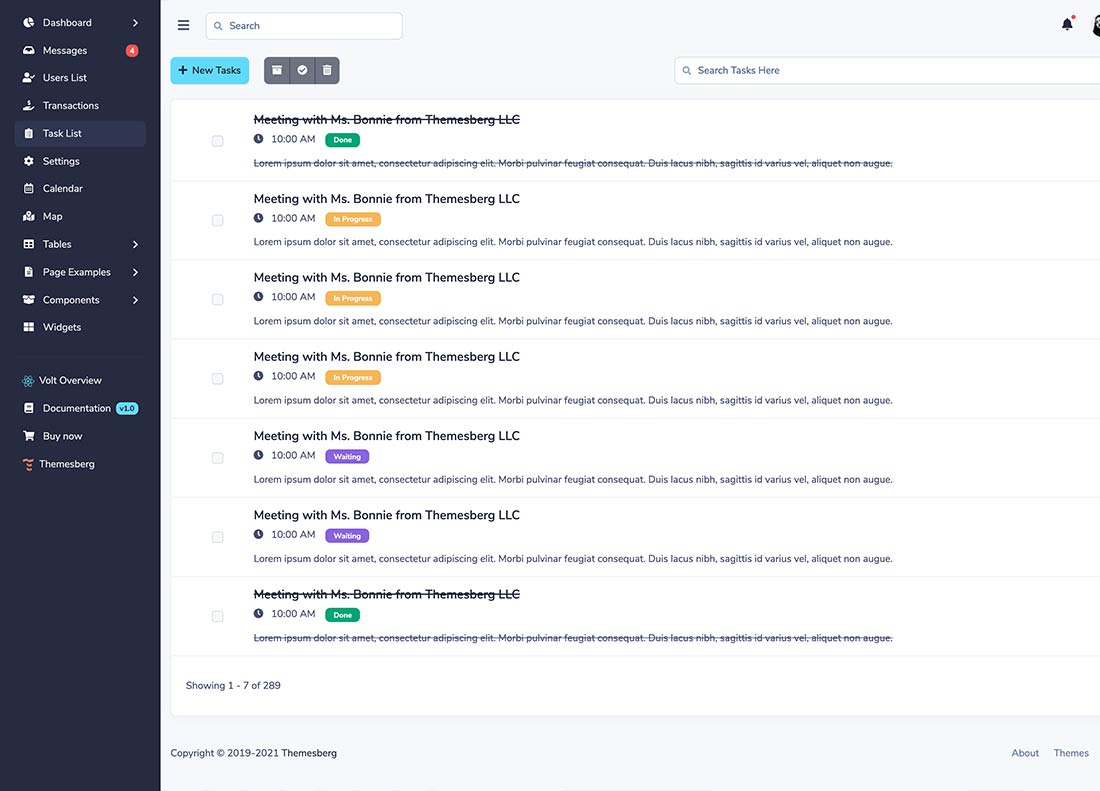 Dashboard
Messages 4
Users List
Transactions
Task List
Settings
Calendar
Map
Tables
Page Examples
Components
Widgets
Volt Overview
Documentation v1.0
Buy now
Themesberg
Search
New Tasks
Search Tasks Here
Meeting with Ms. Bonnie from Themesberg LLC
10:00 AM Done
Lorem ipsum dolor sit amet, consectetur adipiscing elit. Morbi pulvinar feugiat consequat. Duis lacus nibh, sagittis id varius vel, aliquet non augue.
Meeting with Ms. Bonnie from Themesberg LLC
10:00 AM In Progress
Lorem ipsum dolor sit amet, consectetur adipiscing elit. Morbi pulvinar feugiat consequat. Duis lacus nibh, sagittis id varius vel, aliquet non augue.
Meeting with Ms. Bonnie from Themesberg LLC
10:00 AM In Progress
Lorem ipsum dolor sit amet, consectetur adipiscing elit. Morbi pulvinar feugiat consequat. Duis lacus nibh, sagittis id varius vel, aliquet non augue.
Meeting with Ms. Bonnie from Themesberg LLC
10:00 AM In Progress
Lorem ipsum dolor sit amet, consectetur adipiscing elit. Morbi pulvinar feugiat consequat. Duis lacus nibh, sagittis id varius vel, aliquet non augue.
Meeting with Ms. Bonnie from Themesberg LLC
10:00 AM Waiting
Lorem ipsum dolor sit amet, consectetur adipiscing elit. Morbi pulvinar feugiat consequat. Duis lacus nibh, sagittis id varius vel, aliquet non augue.
Meeting with Ms. Bonnie from Themesberg LLC
10:00 AM Waiting
Lorem ipsum dolor sit amet, consectetur adipiscing elit. Morbi pulvinar feugiat consequat. Duis lacus nibh, sagittis id varius vel, aliquet non augue.
Meeting with Ms. Bonnie from Themesberg LLC
10:00 AM Done
Lorem ipsum dolor sit amet, consectetur adipiscing elit. Morbi pulvinar feugiat consequat. Duis lacus nibh, sagittis id varius vel, aliquet non augue.
Showing 1 - 7 of 289
Copyright © 2019-2021 Themesberg
About Themes